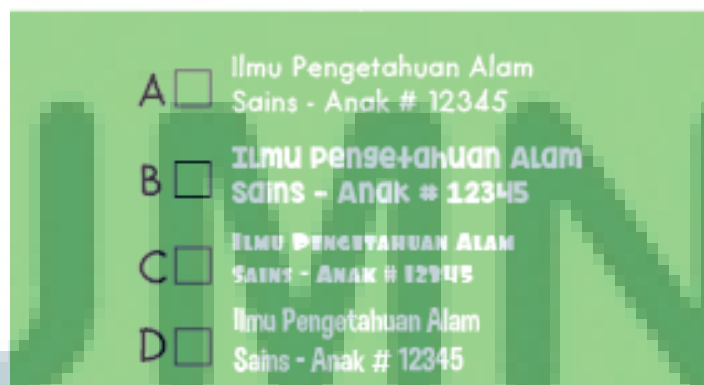 A Ilmu Pengetahuan Alam
Sains - Anak # 12345
B Ilmu Pengetahuan Alam
Sains - Anak # 12345
C Ilmu Pengetahuan Alam
Sains - Anak # 12345
D Ilmu Pengetahuan Alam
Sains - Anak # 12345